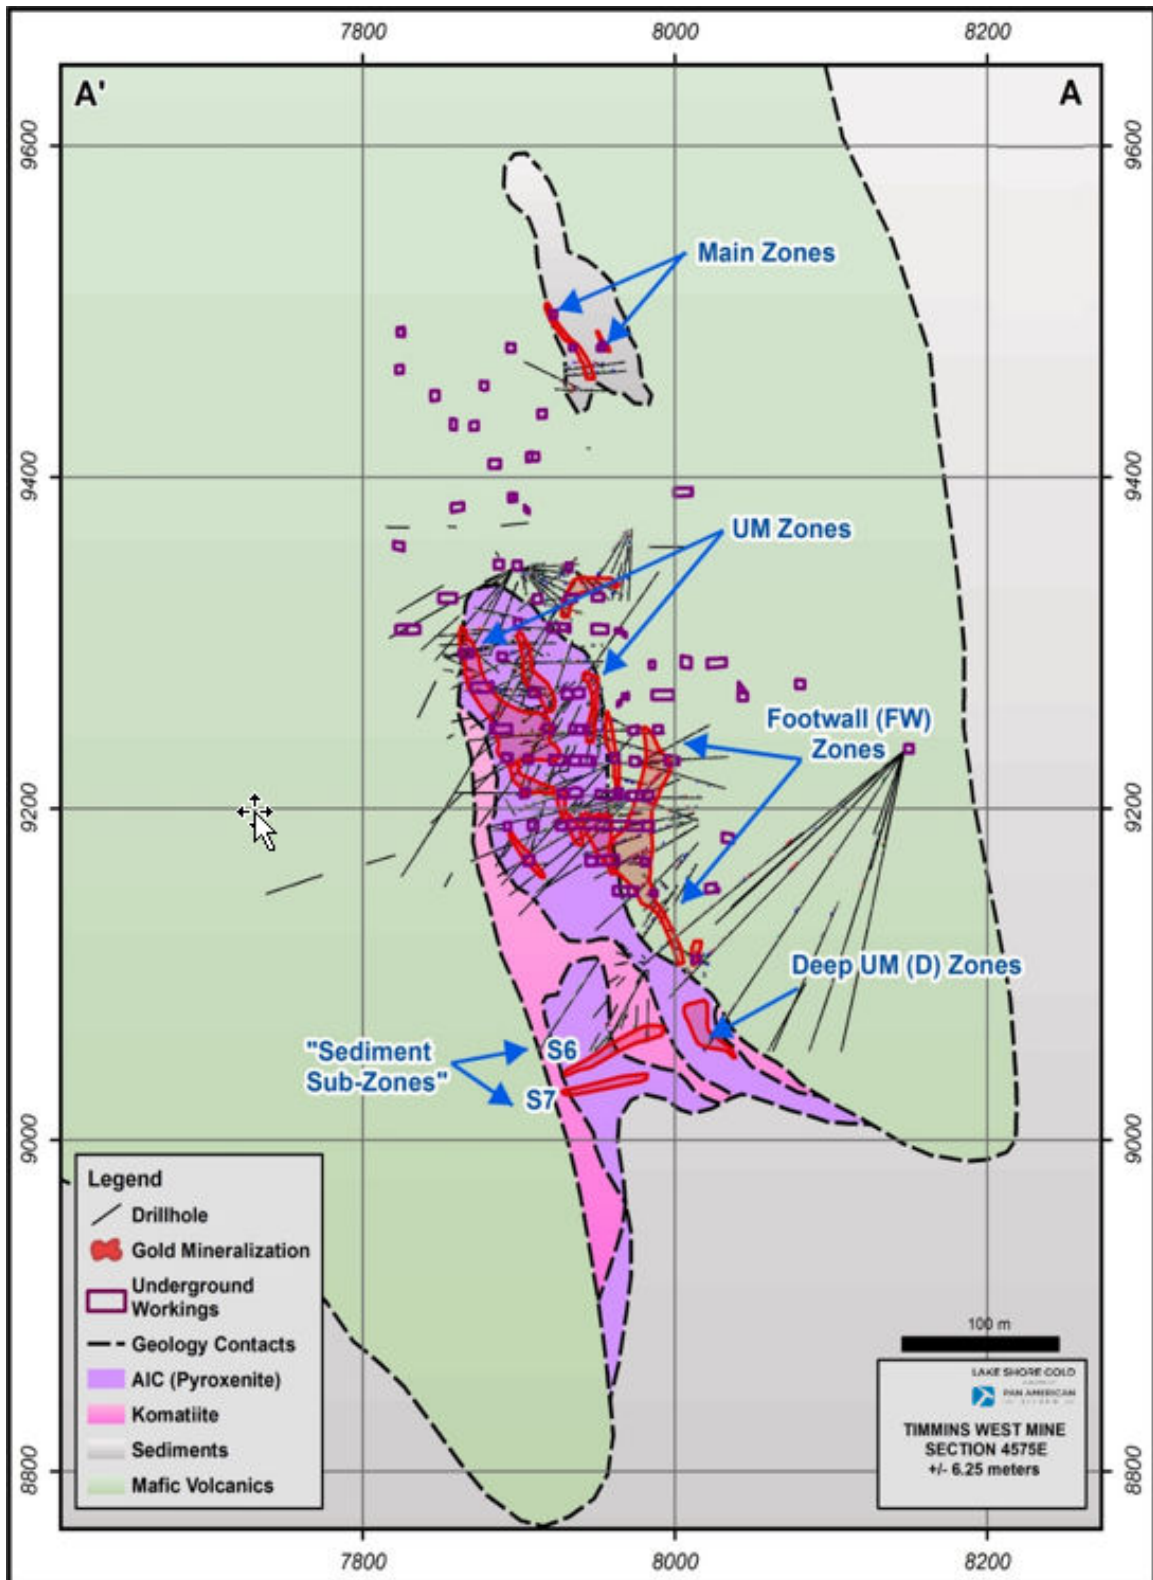 7800
8000
8200
A'
A
9600
9600
Main Zones
9400
9400
UM Zones
Footwall (FW)
Zones
9200
9200
Deep UM (D) Zones
"Sediment
Sub-Zones"
S6
S7
9000
9000
Legend
Drillhole
Gold Mineralization
Underground
Workings
Geology Contacts
AIC (Pyroxenite)
Komatiite
Sediments
Mafic Volcanics
100 m
LAKE SHORE GOLD
PAN AMERICAN
TIMMINS WEST MINE
SECTION 4575E
+/- 6.25 meters
8800
8800
7800
8000
8200